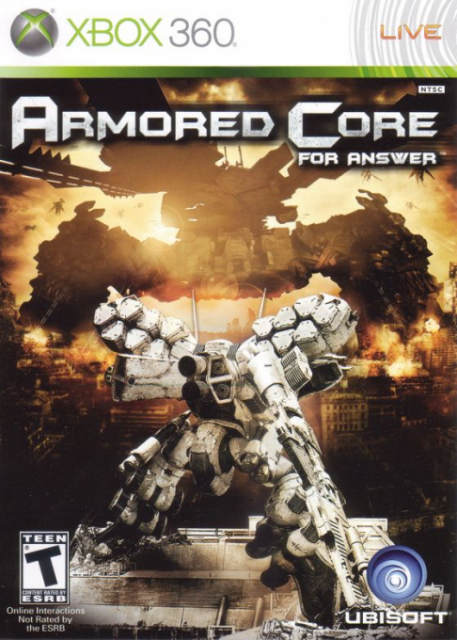 XBOX 360.
LIVE
NTSC
ARMORED CORE
FOR ANSWER
TEEN
T
CONTENT RATED BY
ESRB
Online Interactions
Not Rated by
the ESRB
UBISOFT